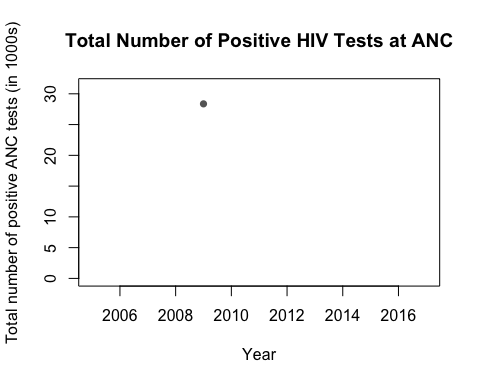 Total Number of Positive HIV Tests at ANC
Total number of positive ANC tests (in 1000s)
30
20
10
5
0
2006 2008 2010 2012 2014 2016
Year